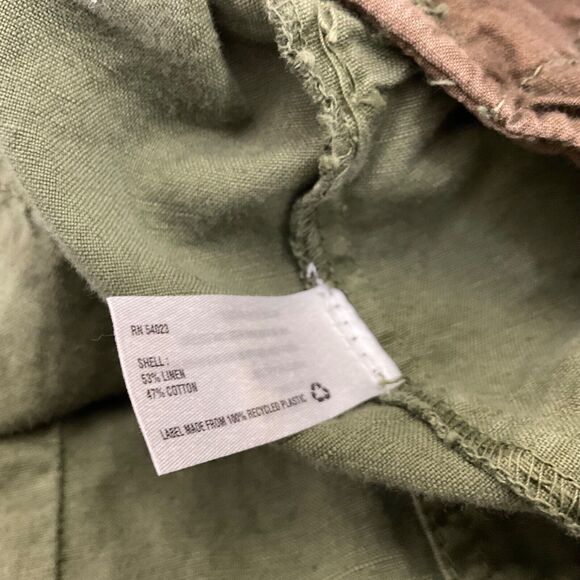 RN 54023
SHELL :
53% LINEN
47% COTTON
LABEL MADE FROM 100% RECYCLED PLASTIC